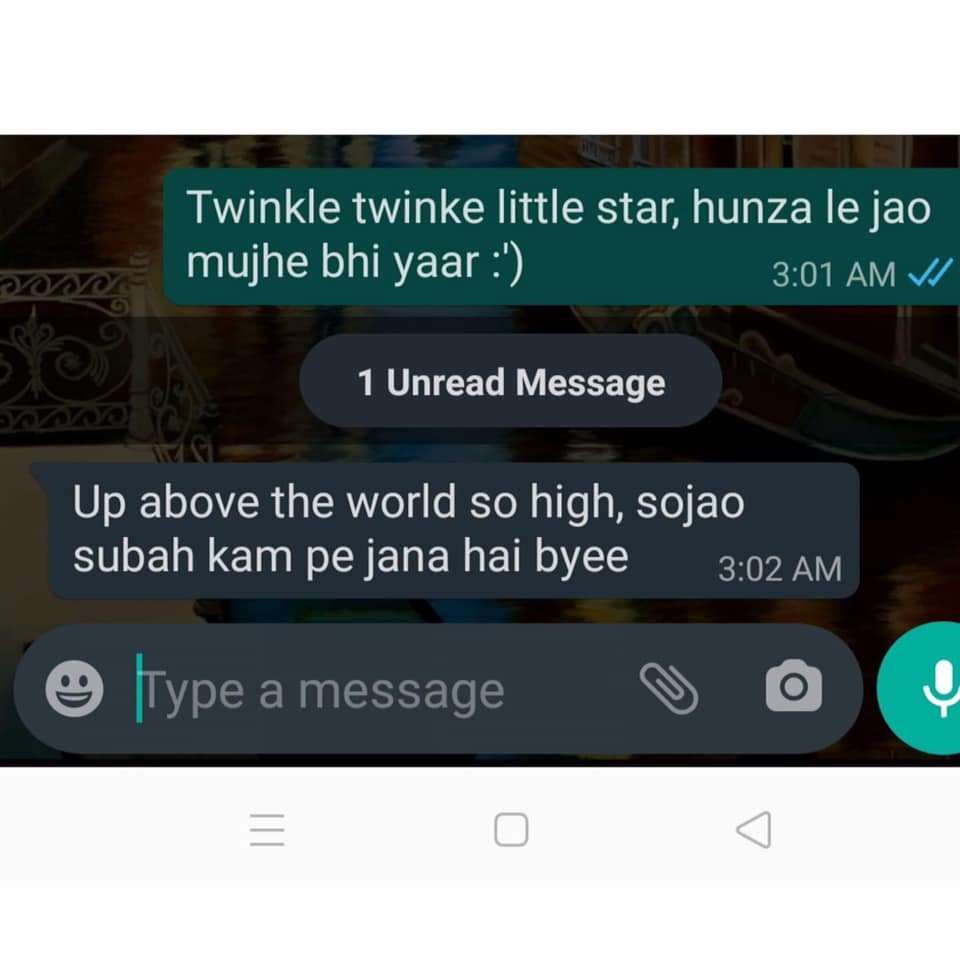 Twinkle twinke little star, hunza le jao
mujhe bhi yaar :')
3:01 AM
1 Unread Message
Up above the world so high, sojao
subah kam pe jana hai byee
3:02 AM
Type a message